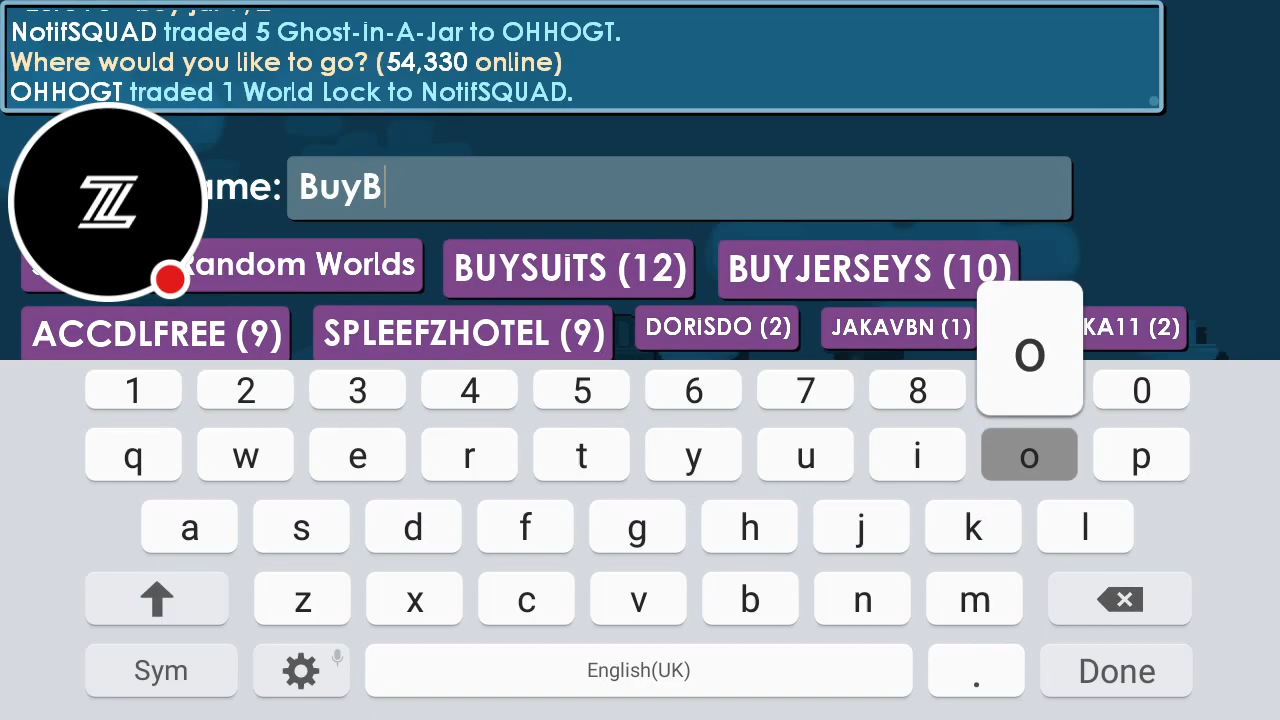 NotifSQUAD traded 5 Ghost-In-A-Jar to OHHOGT.
Where would you like to go? (54,330 online)
OHHOGT traded 1 World Lock to NotifSQUAD.
ame: BuyB
Random Worlds BUYSUiTS (12) BUYJERSEYS (10)
ACCDLFREE (9) SPLEEFZHOTEL (9) DORiSDO (2) JAKAVBN (1) KA11 (2)
o
1 2 3 4 5 6 7 8 0
q w e r t y u i o p
a s d f g h j k l
z x c v b n m
Sym English(UK) . Done